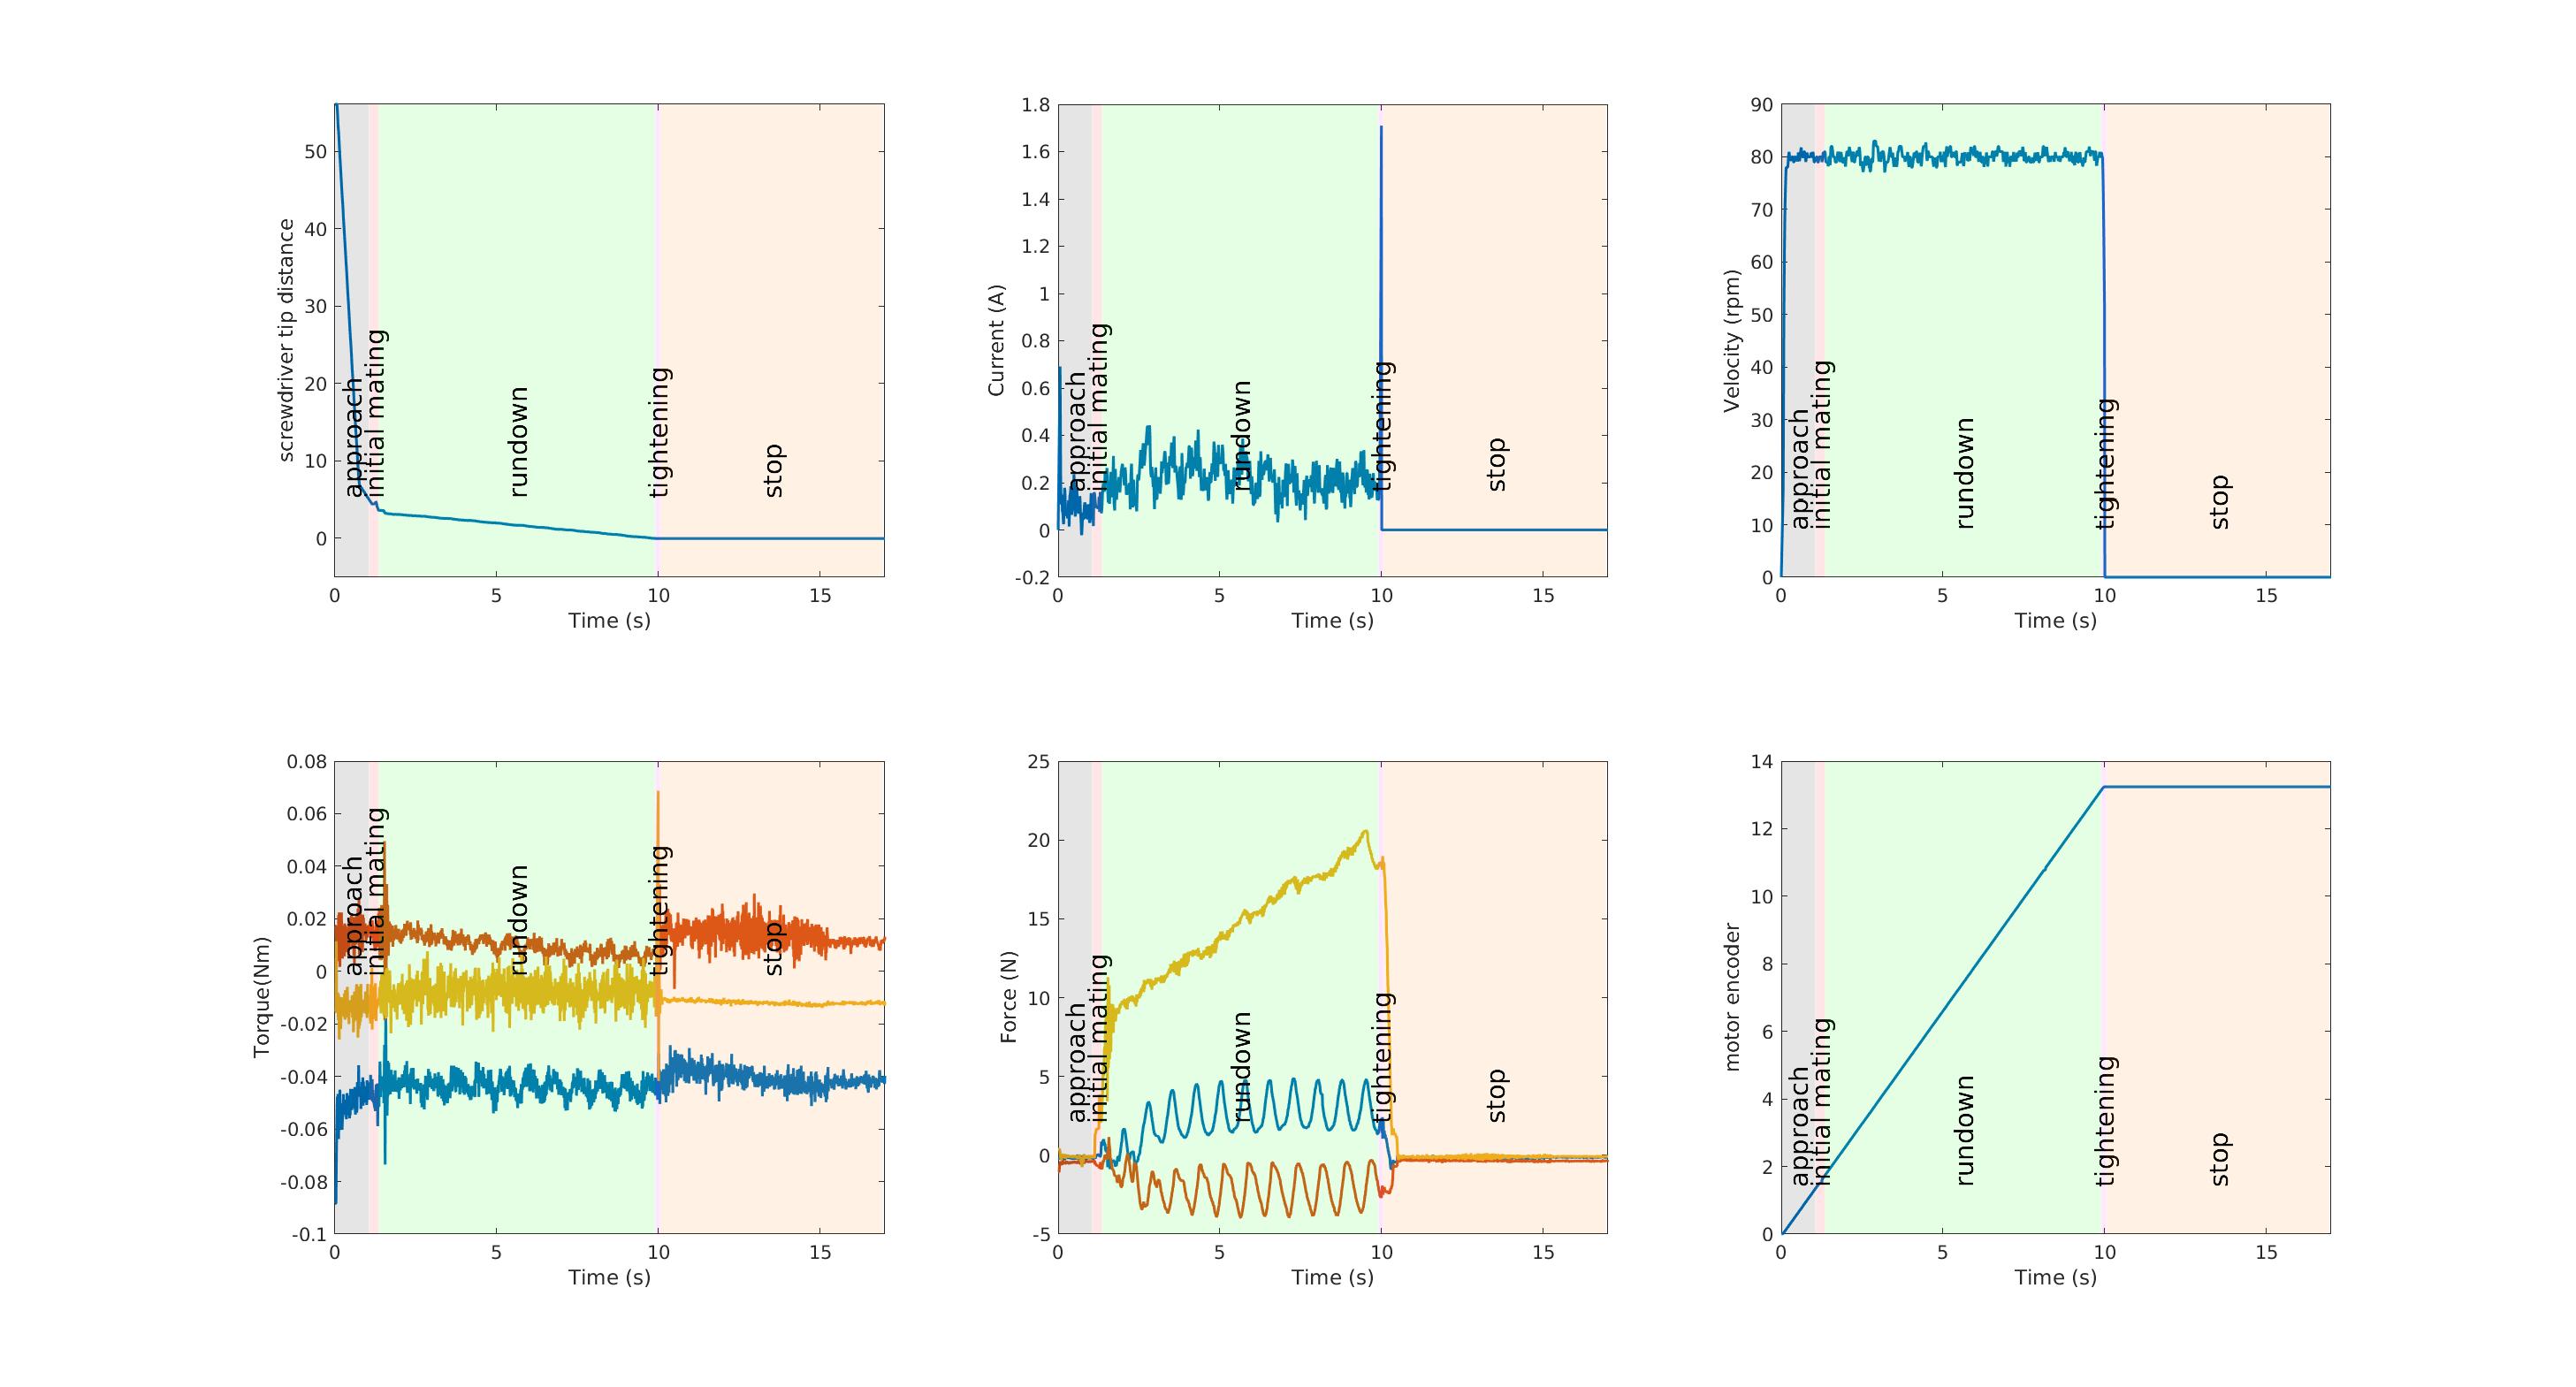 screwdriver tip distance
50
40
30
20
10
0
approach
initial mating
rundown
tightening
stop
0 5 10 15
Time (s)
Current (A)
1.8
1.6
1.4
1.2
1
0.8
0.6
0.4
0.2
0
-0.2
approach
initial mating
rundown
tightening
stop
0 5 10 15
Time (s)
Velocity (rpm)
90
80
70
60
50
40
30
20
10
0
approach
initial mating
rundown
tightening
stop
0 5 10 15
Time (s)
Torque(Nm)
0.08
0.06
0.04
0.02
0
-0.02
-0.04
-0.06
-0.08
-0.1
approach
initial mating
rundown
tightening
stop
0 5 10 15
Time (s)
Force (N)
25
20
15
10
5
0
-5
approach
initial mating
rundown
tightening
stop
0 5 10 15
Time (s)
motor encoder
14
12
10
8
6
4
2
0
approach
initial mating
rundown
tightening
stop
0 5 10 15
Time (s)